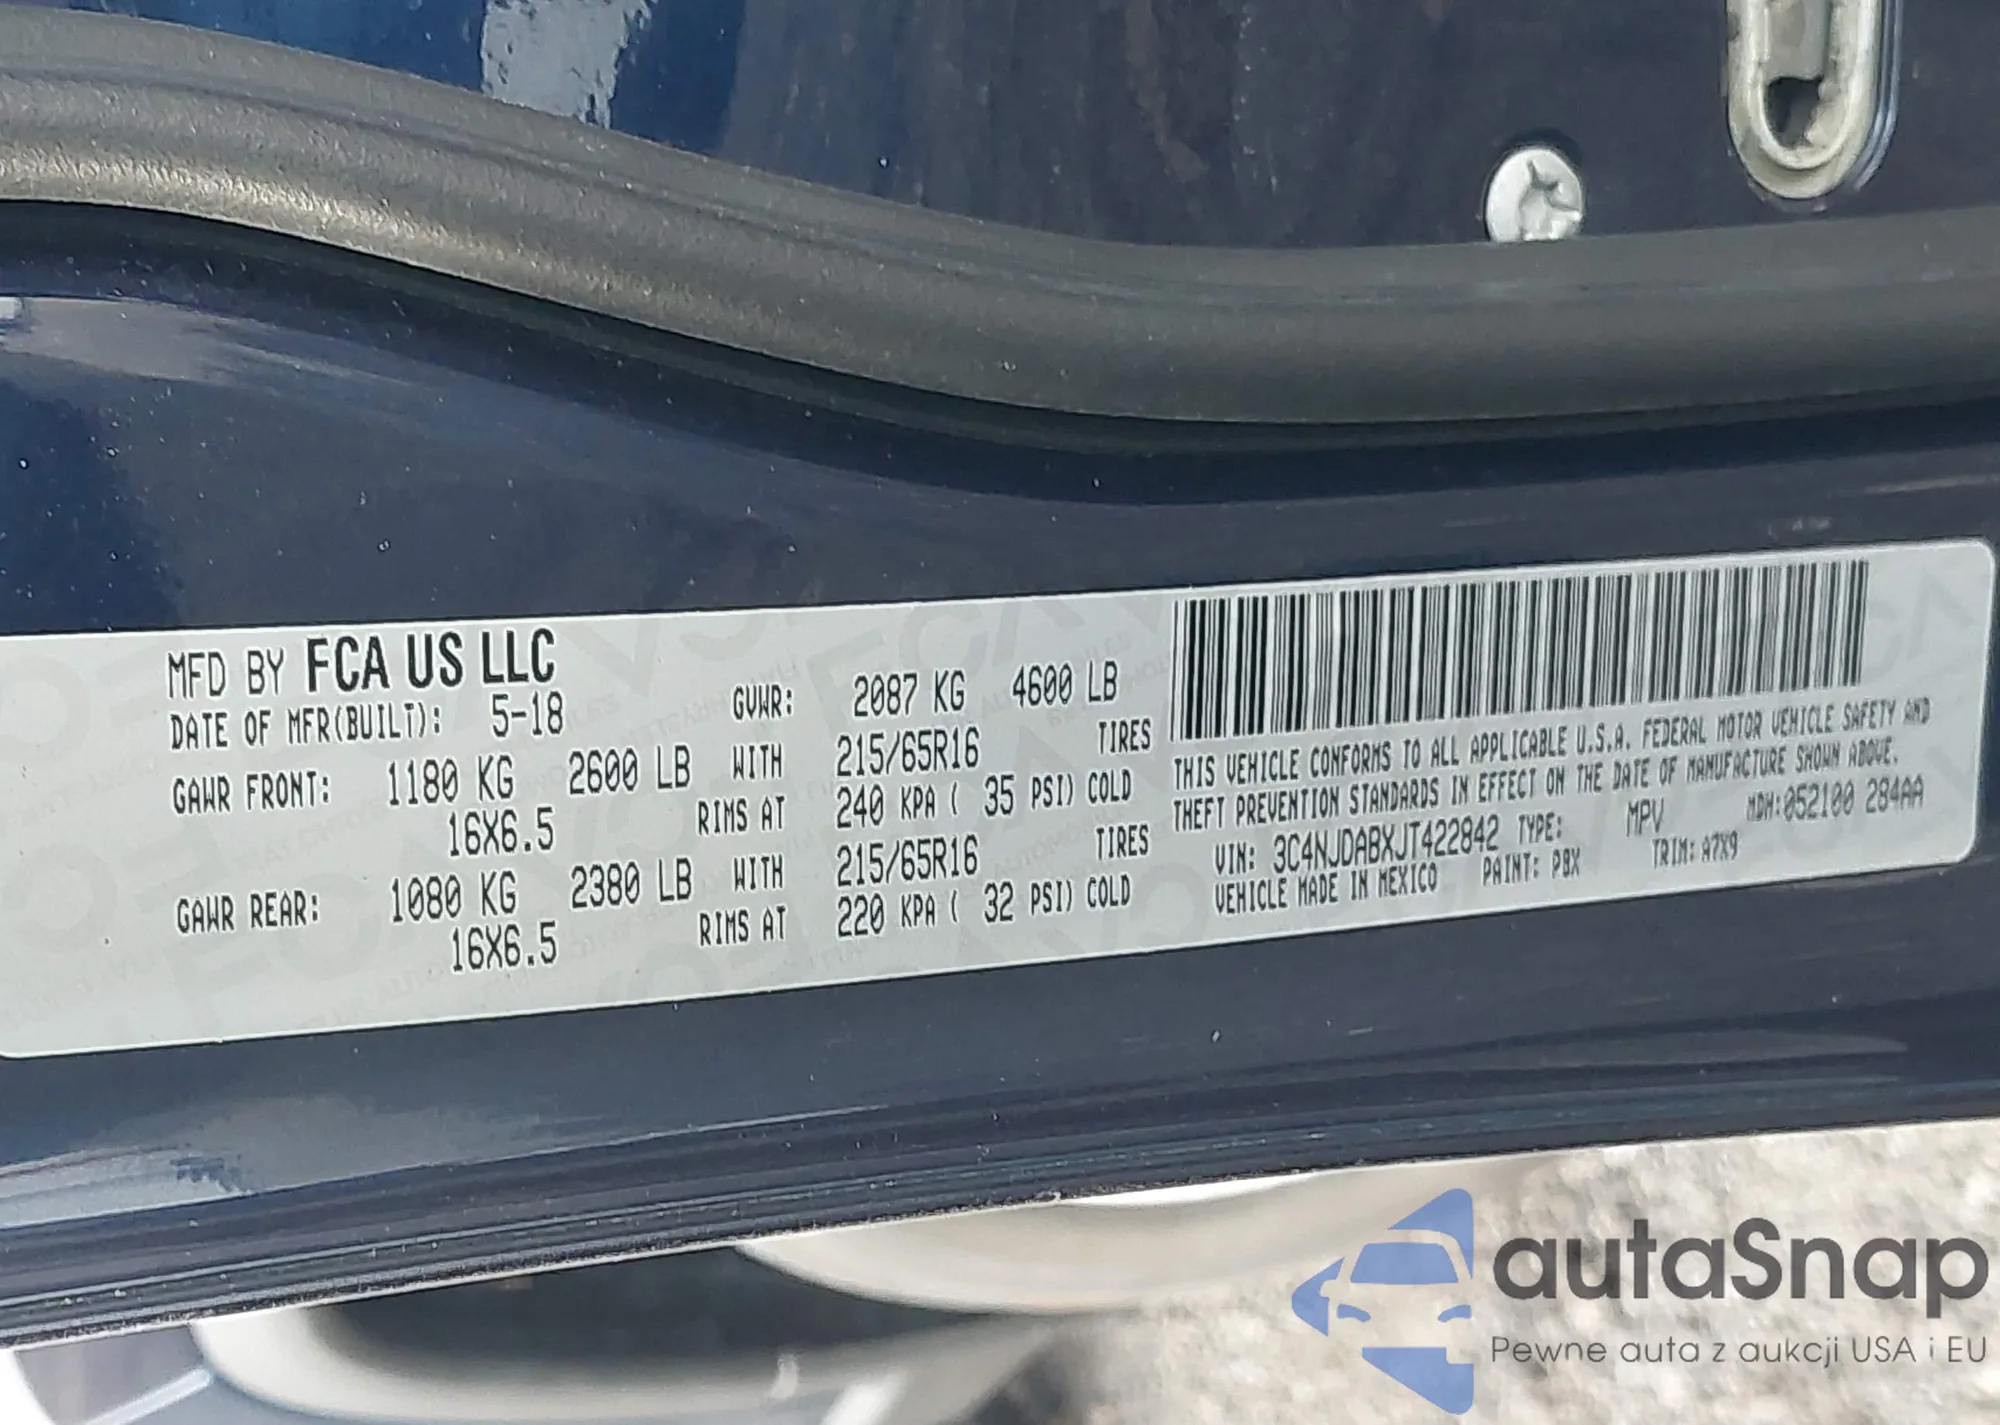 MFD BY FCA US LLC
DATE OF MFR(BUILT): 5-18 GVWR: 2087 KG 4600 LB
GAWR FRONT: 1180 KG 2600 LB WITH 215/65R16 TIRES
16X6.5 RIMS AT 240 KPA ( 35 PSI) COLD
GAWR REAR: 1080 KG 2380 LB WITH 215/65R16 TIRES
16X6.5 RIMS AT 220 KPA ( 32 PSI) COLD
THIS VEHICLE CONFORMS TO ALL APPLICABLE U.S.A. FEDERAL MOTOR VEHICLE SAFETY AND
THEFT PREVENTION STANDARDS IN EFFECT ON THE DATE OF MANUFACTURE SHOWN ABOVE.
VIN: 3C4NJDABXJT422842 TYPE: MPV MDH:052100 284AA
VEHICLE MADE IN MEXICO PAINT: PBX TRIM: A7X9
autaSnap
Pewne auta z aukcji USA i EU